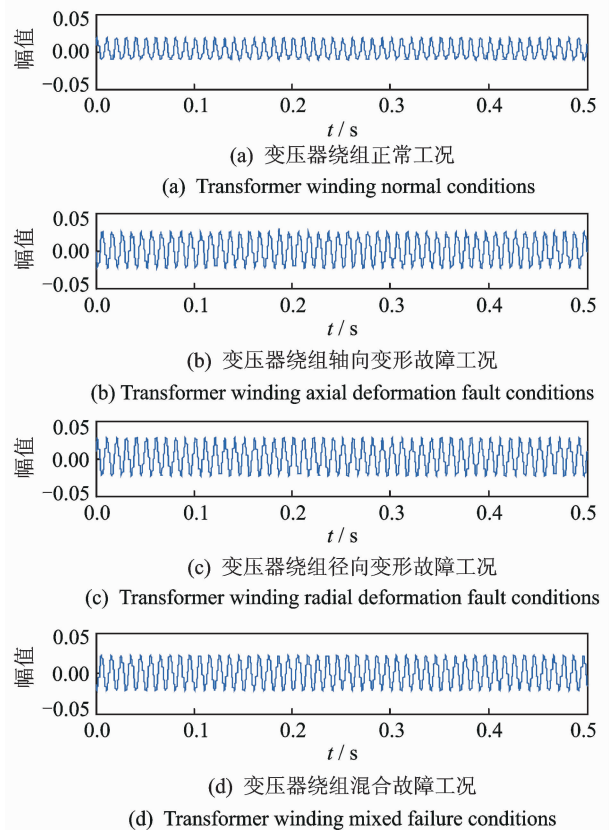 0.05
0.00
−0.05
幅值
0.0 0.1 0.2 0.3 0.4 0.5
t / s
(a) 变压器绕组正常工况
(a) Transformer winding normal conditions
0.05
0.00
−0.05
幅值
0.0 0.1 0.2 0.3 0.4 0.5
t / s
(b) 变压器绕组轴向变形故障工况
(b) Transformer winding axial deformation fault conditions
0.05
0.00
−0.05
幅值
0.0 0.1 0.2 0.3 0.4 0.5
t / s
(c) 变压器绕组径向变形故障工况
(c) Transformer winding radial deformation fault conditions
0.05
0.00
−0.05
幅值
0.0 0.1 0.2 0.3 0.4 0.5
t / s
(d) 变压器绕组混合故障工况
(d) Transformer winding mixed failure conditions